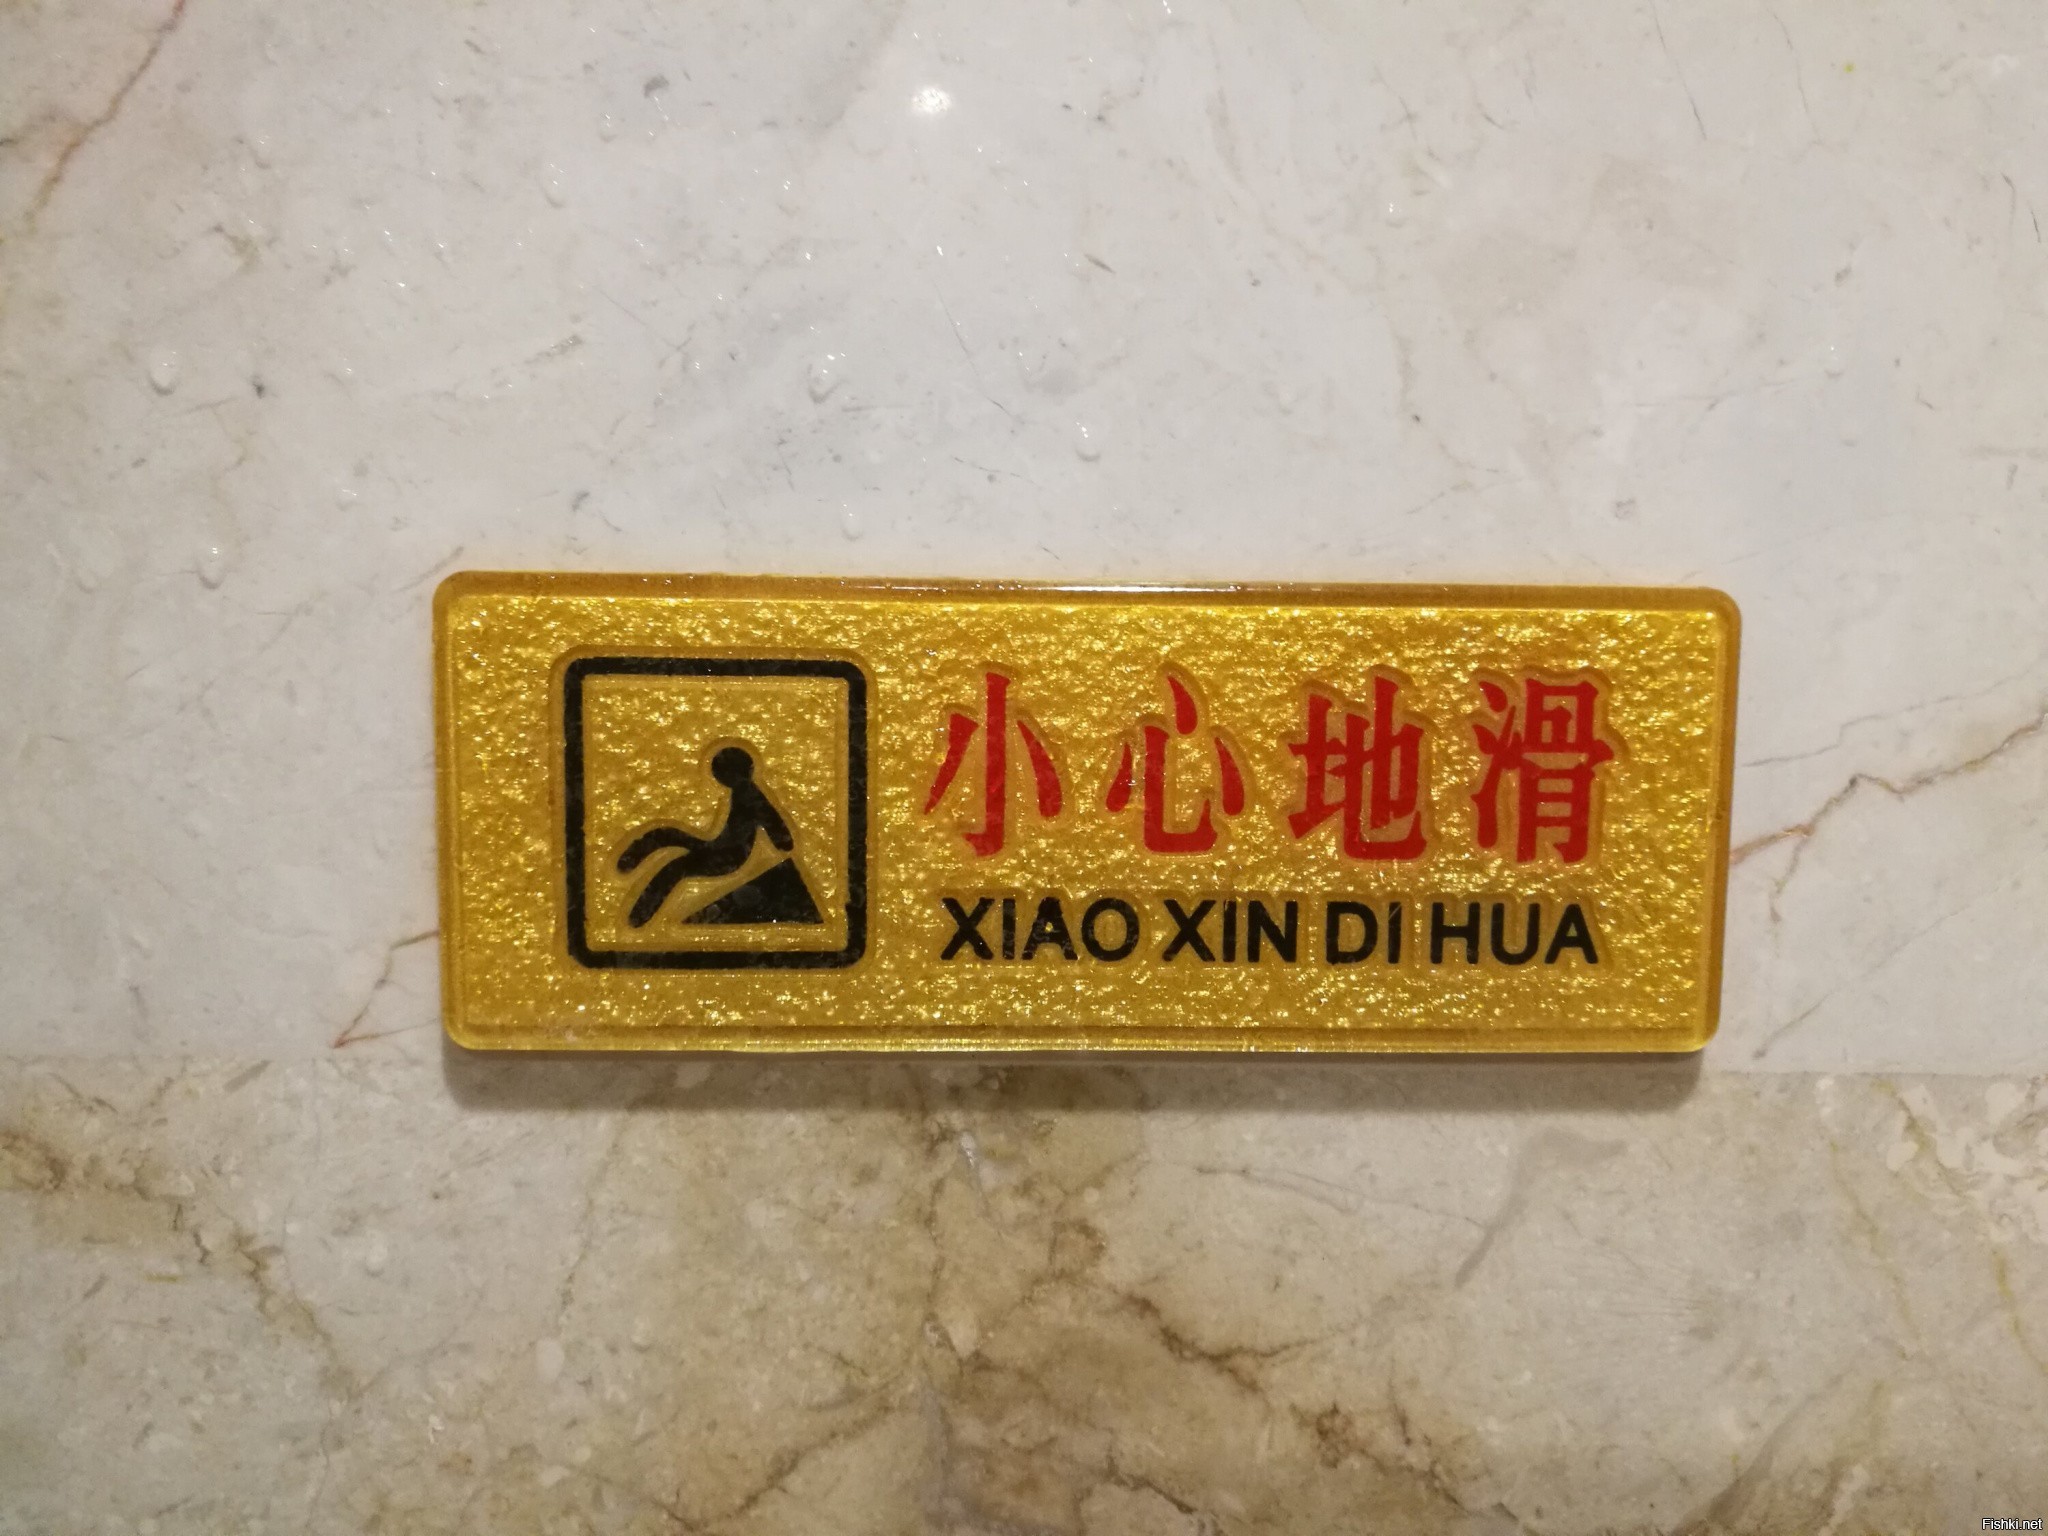 小心地滑
XIAO XIN DI HUA
Fishki.net